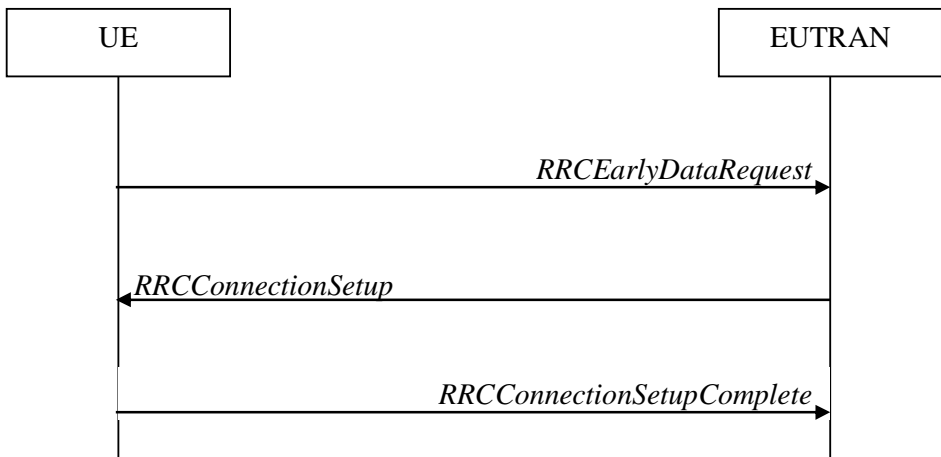 UE
EUTRAN
RRCEarlyDataRequest
RRCConnectionSetup
RRCConnectionSetupComplete